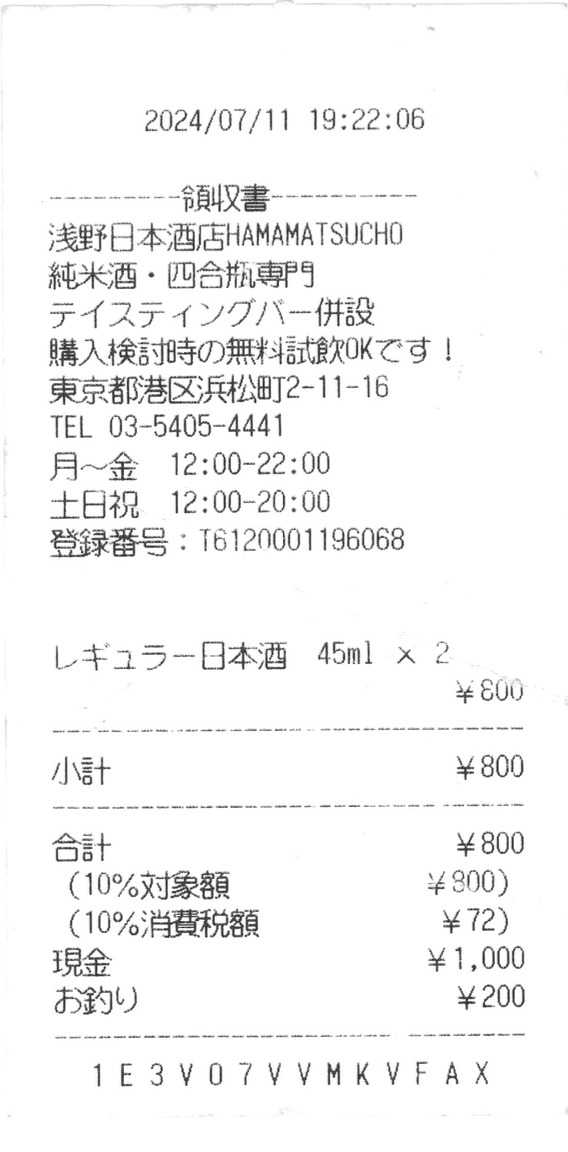 2024/07/11 19:22:06
----------領収書-----------
浅野日本酒店HAMAMATSUCHO
純米酒・四合瓶専門
テイスティングバー併設
購入検討時の無料試飲OKです！
東京都港区浜松町2-11-16
TEL 03-5405-4441
月～金 12:00-22:00
土日祝 12:00-20:00
登録番号：T6120001196068
レギュラー日本酒 45ml × 2
￥800
小計 ￥800
合計 ￥800
(10%対象額 ￥800)
(10%消費税額 ￥72)
現金 ￥1,000
お釣り ￥200
1E3VO7VVMKVFAX